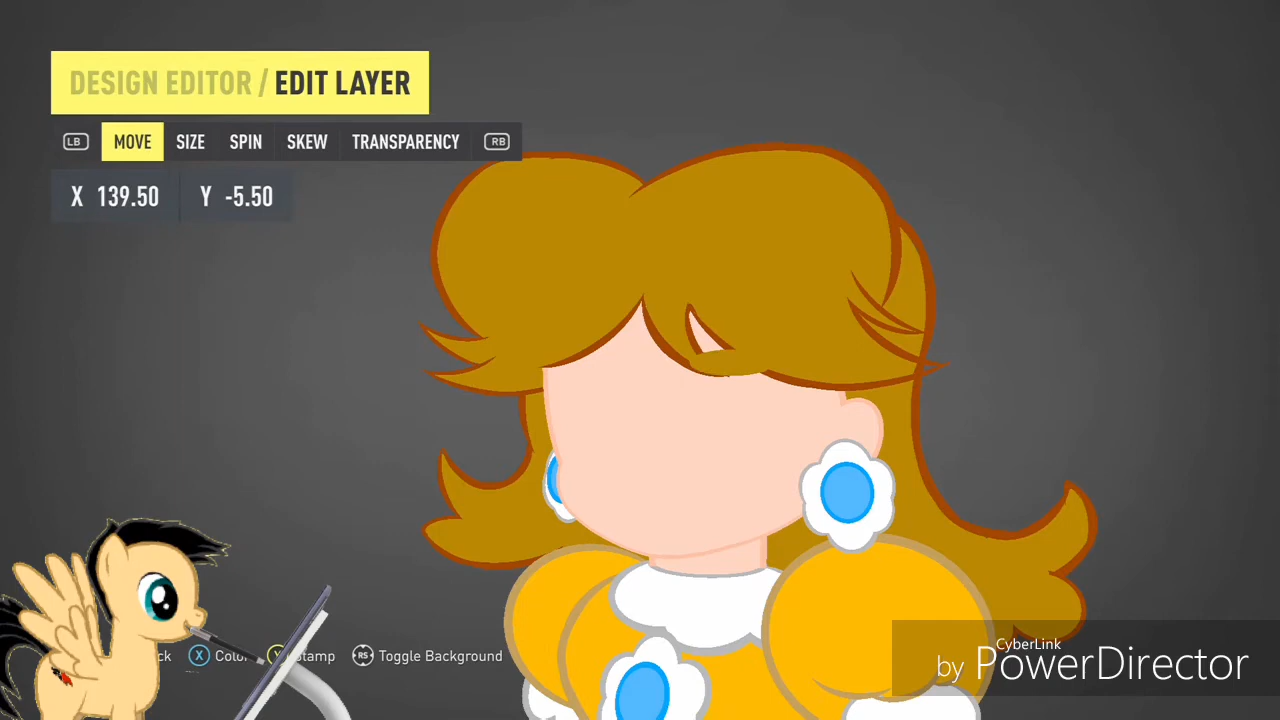 DESIGN EDITOR / EDIT LAYER
LB MOVE SIZE SPIN SKEW TRANSPARENCY RB
X 139.50 Y -5.50
X Y RS Toggle Background
CyberLink
by PowerDirector